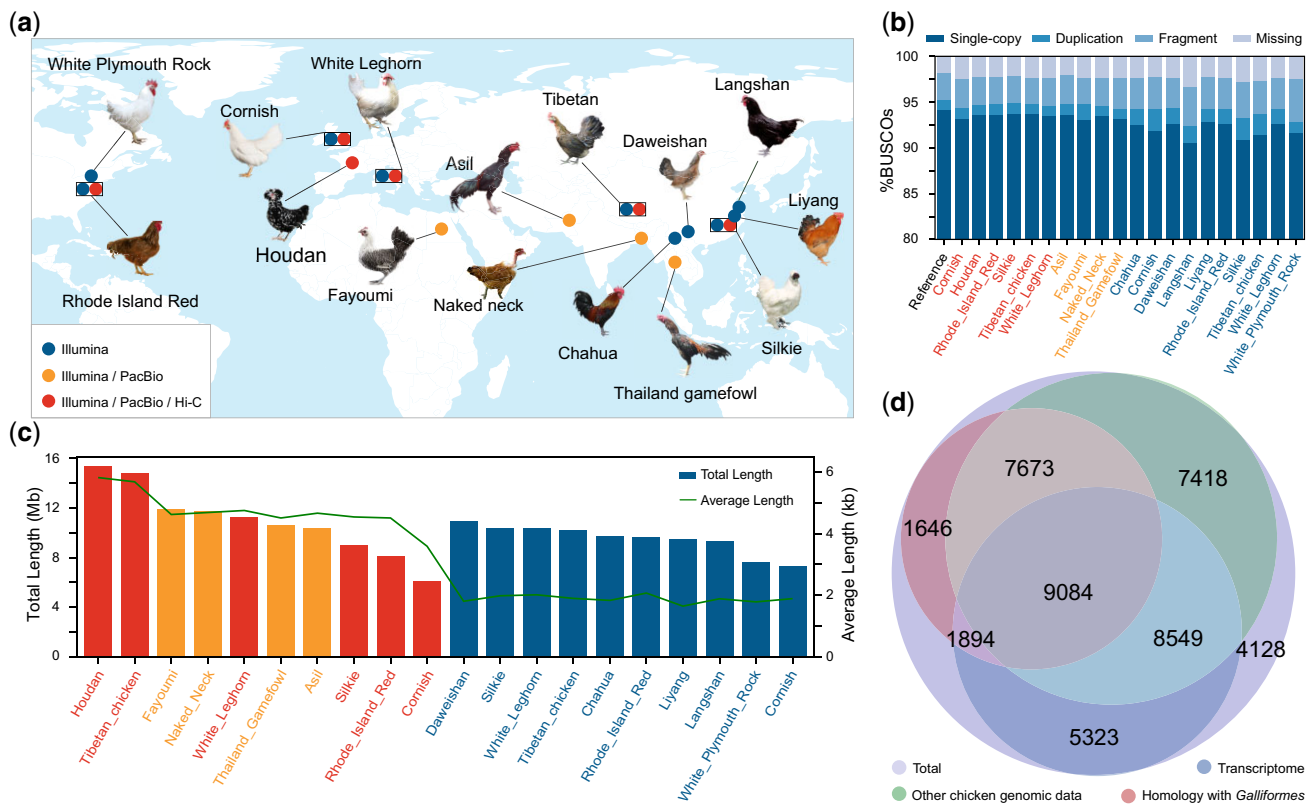 (a)
White Plymouth Rock
White Leghorn
Cornish
Tibetan
Langshan
Daweishan
Asil
Liyang
Houdan
Fayoumi
Naked neck
Rhode Island Red
Chahua
Silkie
Thailand gamefowl
Illumina
Illumina / PacBio
Illumina / PacBio / Hi-C
(b)
Single-copy Duplication Fragment Missing
%BUSCOs
100
95
90
85
80
Reference
Cornish
Houdan
Rhode_Island_Red
Silkie
Tibetan_chicken
White_Leghorn
Asil
Fayoumi
Naked_Neck
Thailand_Gamefowl
Chahua
Cornish
Daweishan
Langshan
Liyang
Rhode_Island_Red
Silkie
Tibetan_chicken
White_Leghorn
White_Plymouth_Rock
(c)
Total Length (Mb)
16
12
8
4
0
Total Length
Average Length
Average Length (kb)
6
5
4
3
2
1
0
Houdan
Tibetan_chicken
Fayoumi
Naked_Neck
White_Leghorn
Thailand_Gamefowl
Asil
Silkie
Rhode_Island_Red
Cornish
Daweishan
Silkie
White_Leghorn
Tibetan_chicken
Chahua
Rhode_Island_Red
Liyang
Langshan
White_Plymouth_Rock
Cornish
(d)
7673
7418
1646
9084
1894
8549
4128
5323
Total
Transcriptome
Other chicken genomic data
Homology with Galliformes